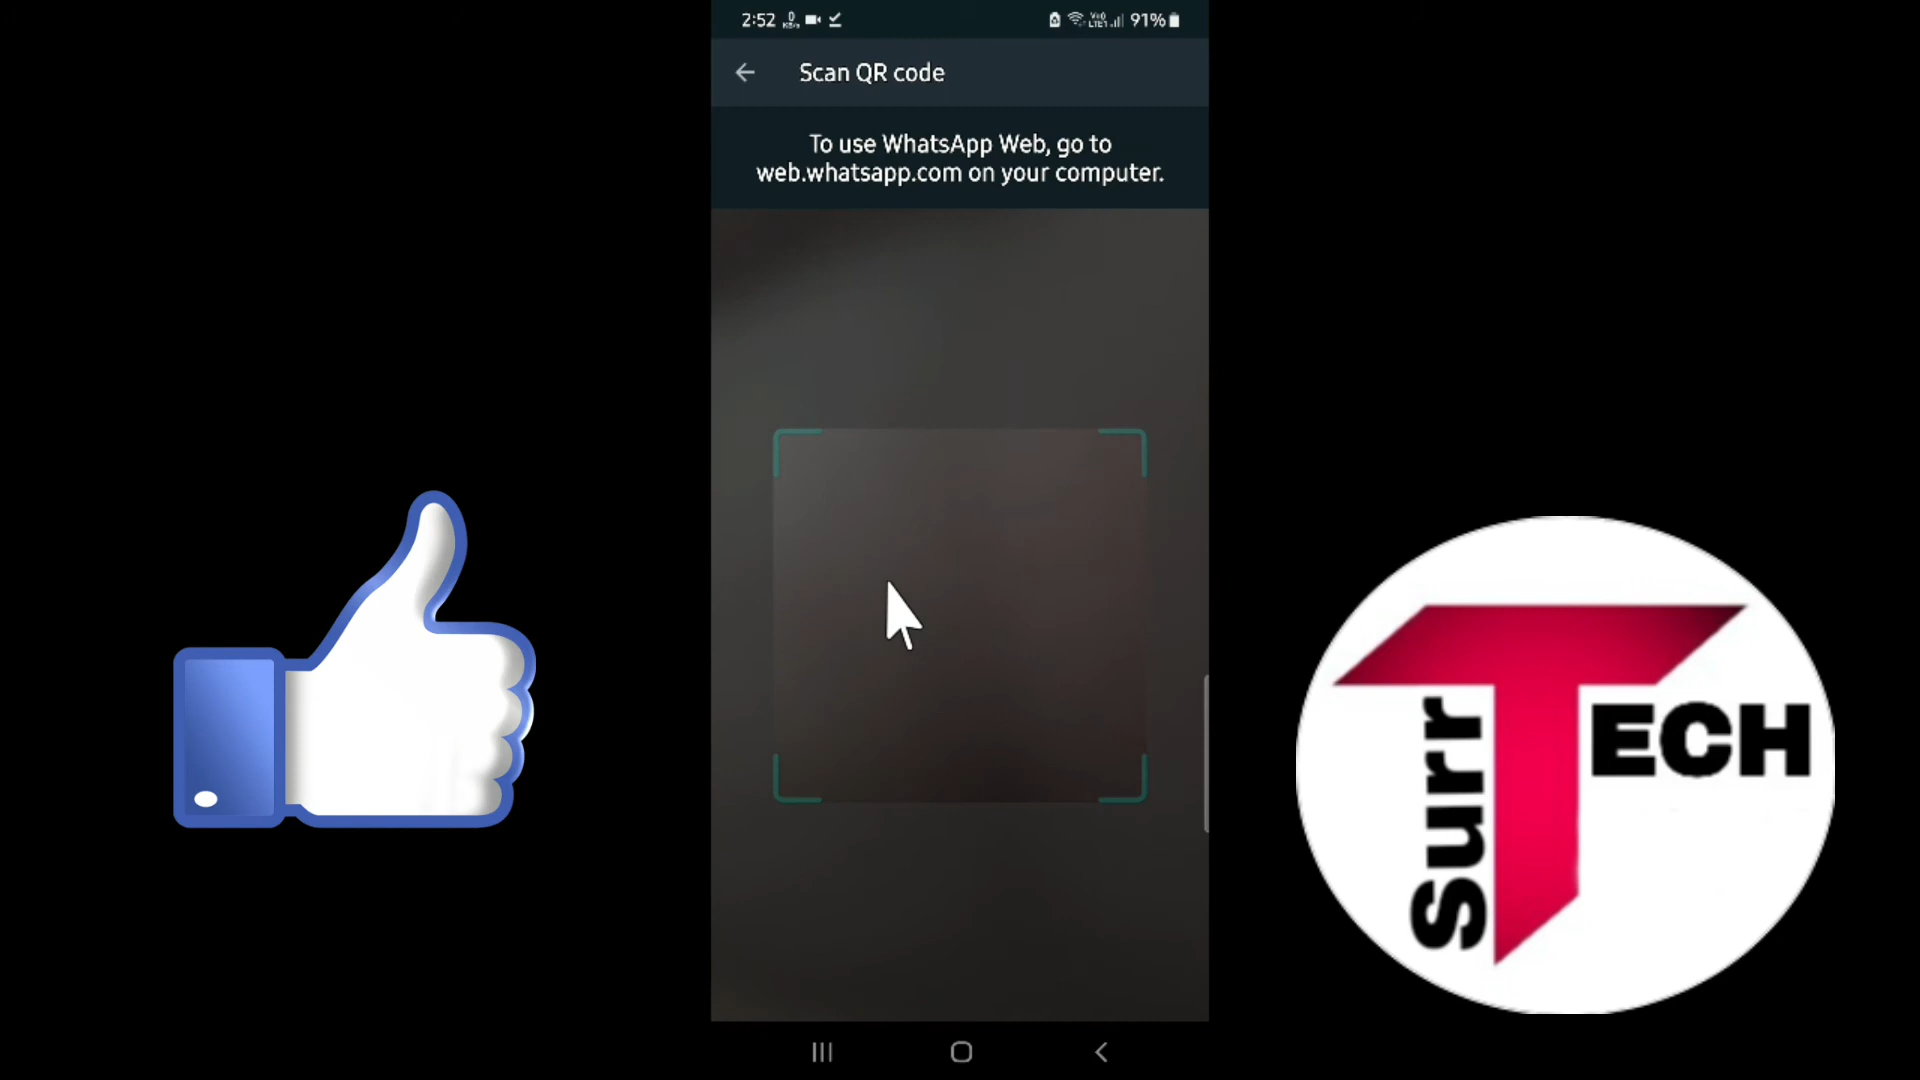 2:52
91%
Scan QR code
To use WhatsApp Web, go to
web.whatsapp.com on your computer.
Surr
TECH